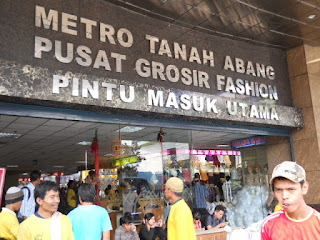 METRO TANAH ABANG
PUSAT GROSIR FASHION
PINTU MASUK UTAMA